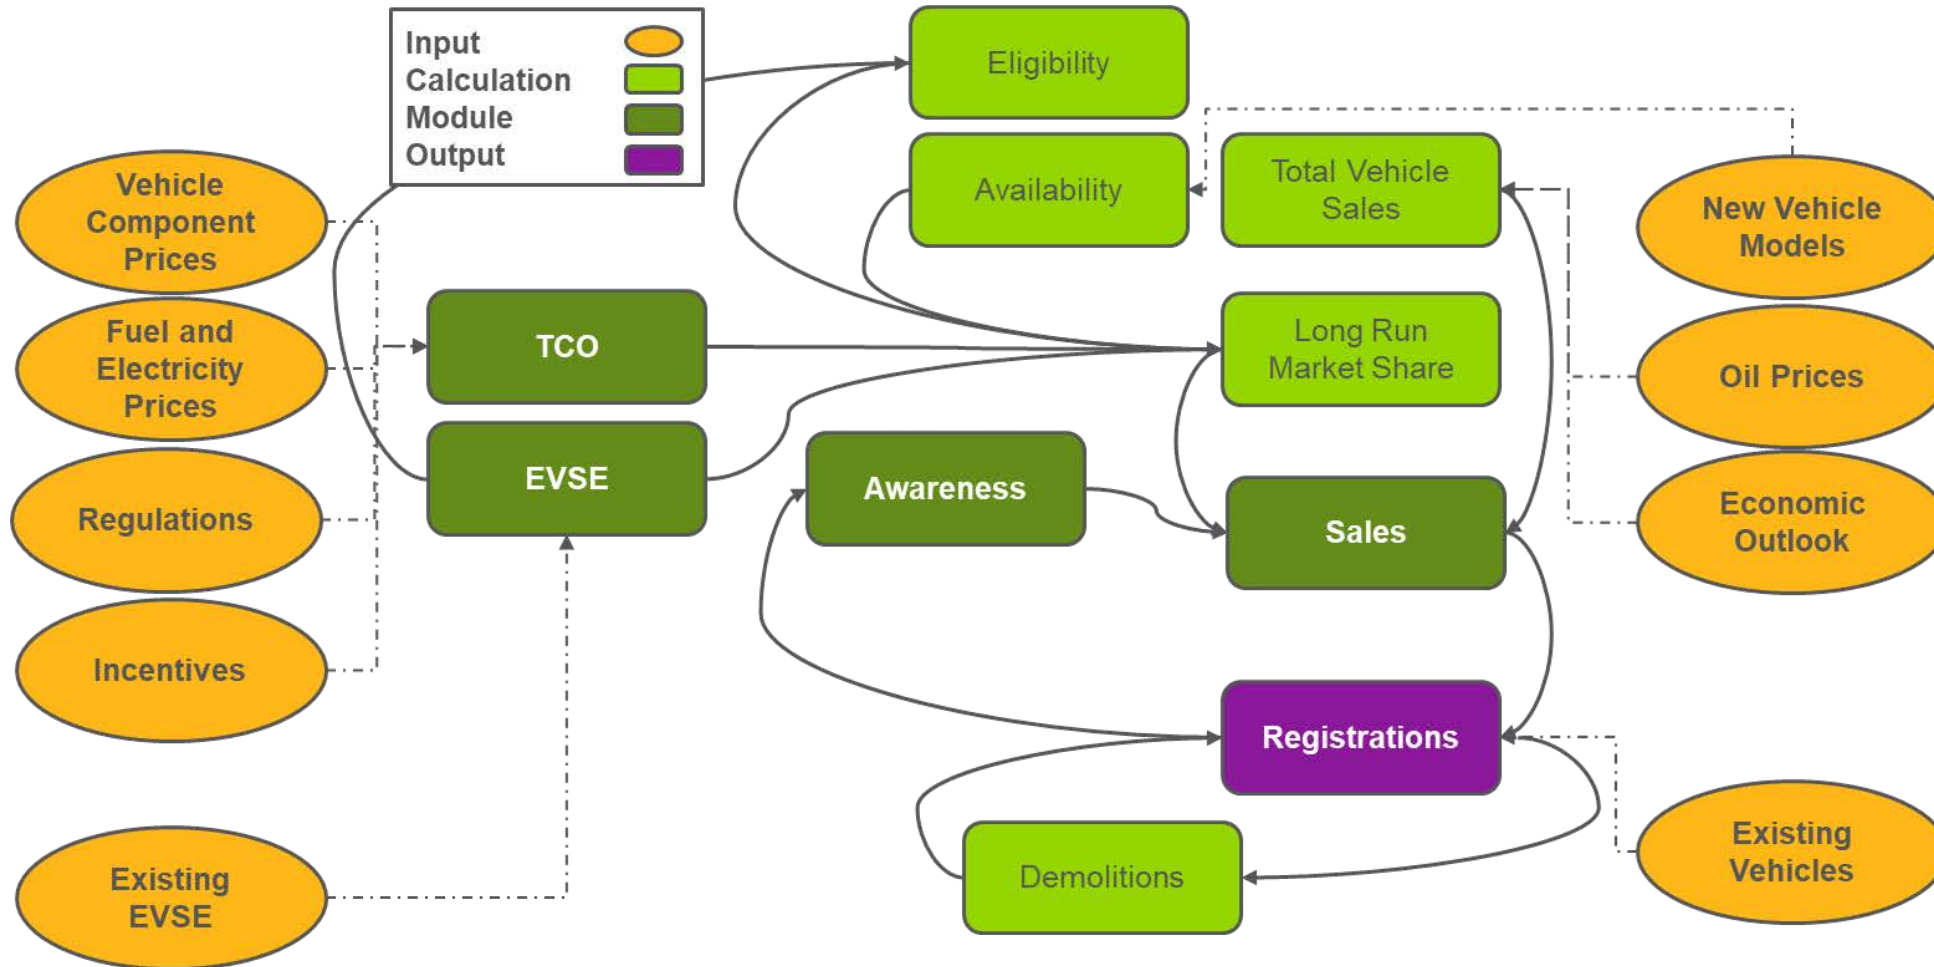 Input
Calculation
Module
Output
Eligibility
Availability
Total Vehicle
Sales
Long Run
Market Share
Vehicle
Component
Prices
Fuel and
Electricity
Prices
Regulations
Incentives
Existing
EVSE
TCO
EVSE
Awareness
Sales
Registrations
Demolitions
New Vehicle
Models
Oil Prices
Economic
Outlook
Existing
Vehicles